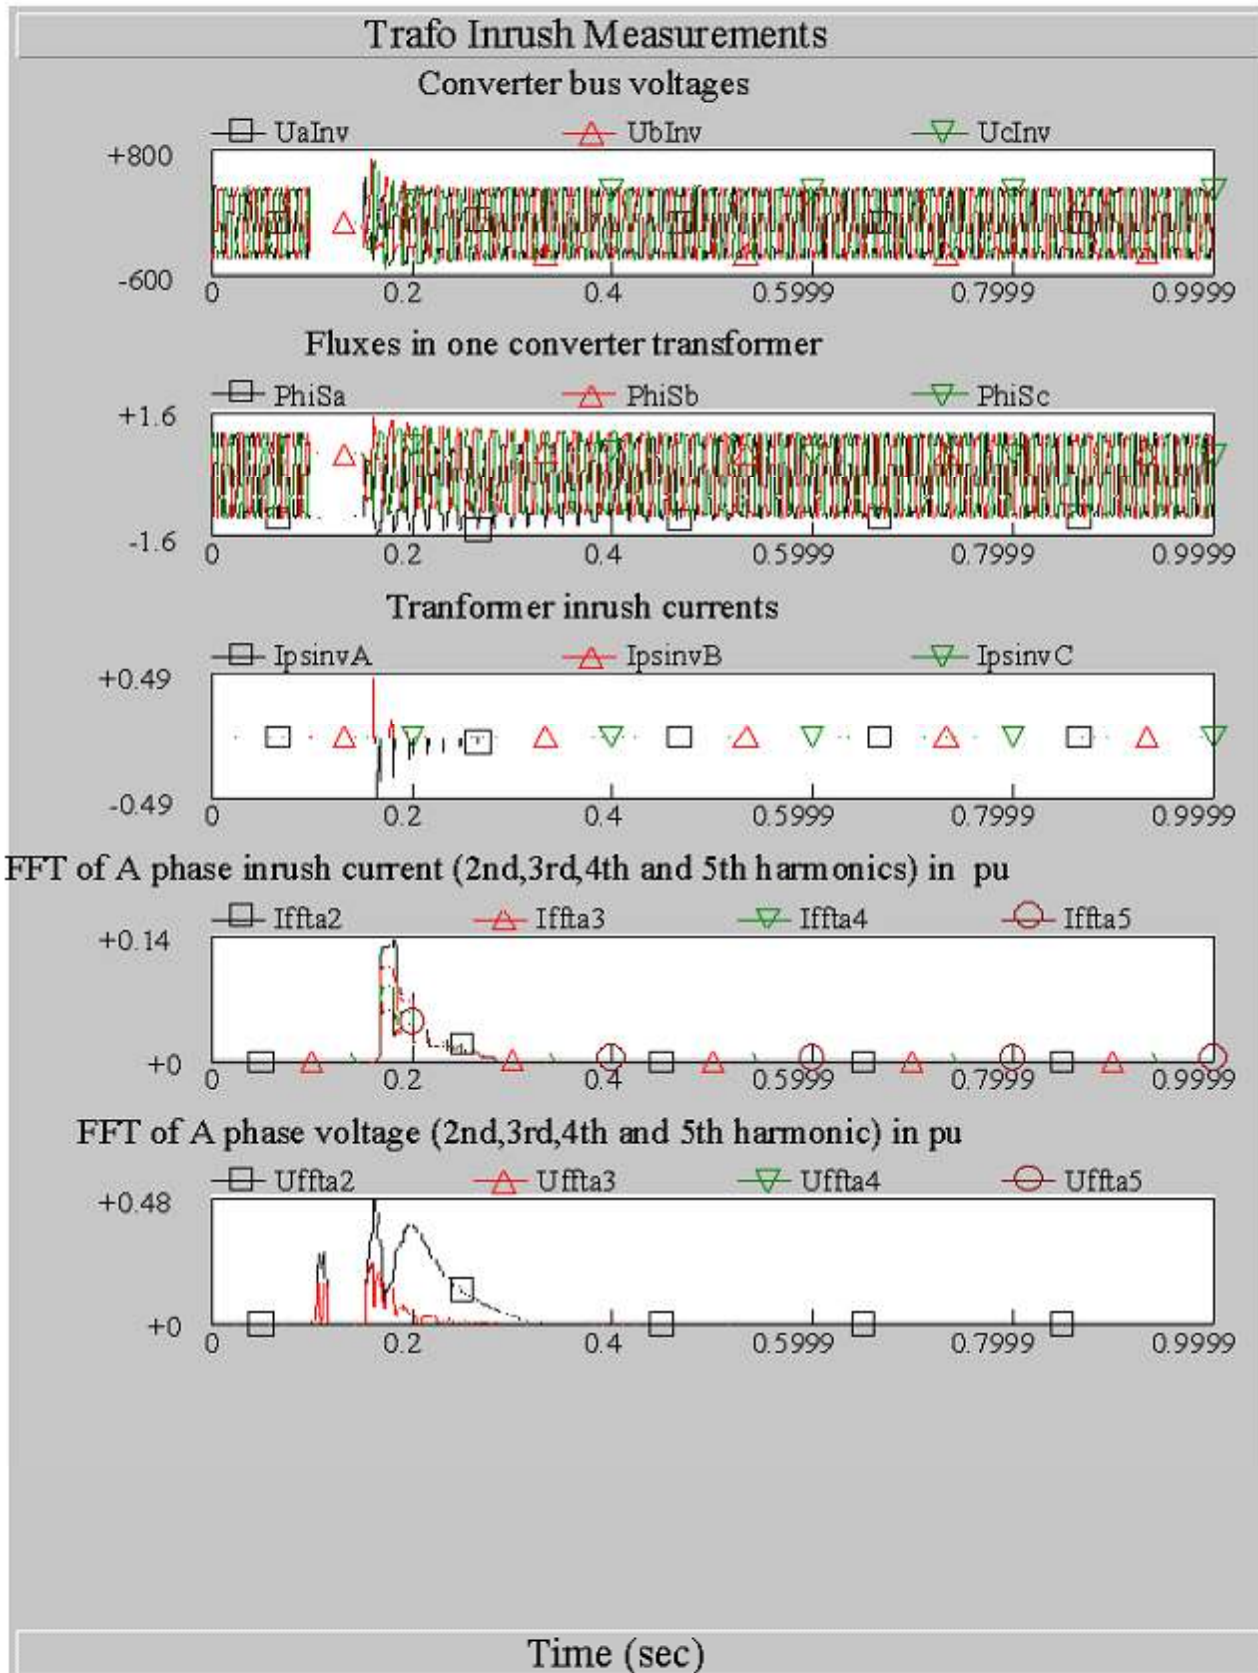 Trafo Inrush Measurements
Converter bus voltages
UaInv UbInv UcInv
+800
-600
0 0.2 0.4 0.5999 0.7999 0.9999
Fluxes in one converter transformer
PhiSa PhiSb PhiSc
+1.6
-1.6
0 0.2 0.4 0.5999 0.7999 0.9999
Tranformer inrush currents
IpsinvA IpsinvB IpsinvC
+0.49
-0.49
0 0.2 0.4 0.5999 0.7999 0.9999
FFT of A phase inrush current (2nd,3rd,4th and 5th harmonics) in pu
Iffta2 Iffta3 Iffta4 Iffta5
+0.14
+0
0 0.2 0.4 0.5999 0.7999 0.9999
FFT of A phase voltage (2nd,3rd,4th and 5th harmonic) in pu
Uffta2 Uffta3 Uffta4 Uffta5
+0.48
+0
0 0.2 0.4 0.5999 0.7999 0.9999
Time (sec)